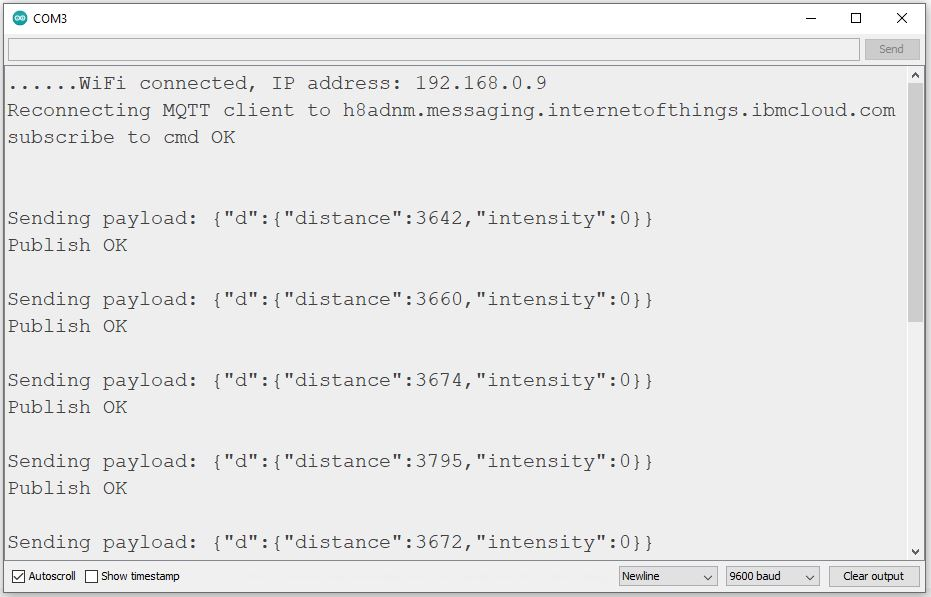 COM3
Send
......WiFi connected, IP address: 192.168.0.9
Reconnecting MQTT client to h8adnm.messaging.internetofthings.ibmcloud.com
subscribe to cmd OK
Sending payload: {"d":{"distance":3642,"intensity":0}}
Publish OK
Sending payload: {"d":{"distance":3660,"intensity":0}}
Publish OK
Sending payload: {"d":{"distance":3674,"intensity":0}}
Publish OK
Sending payload: {"d":{"distance":3795,"intensity":0}}
Publish OK
Sending payload: {"d":{"distance":3672,"intensity":0}}
Autoscroll Show timestamp Newline 9600 baud Clear output